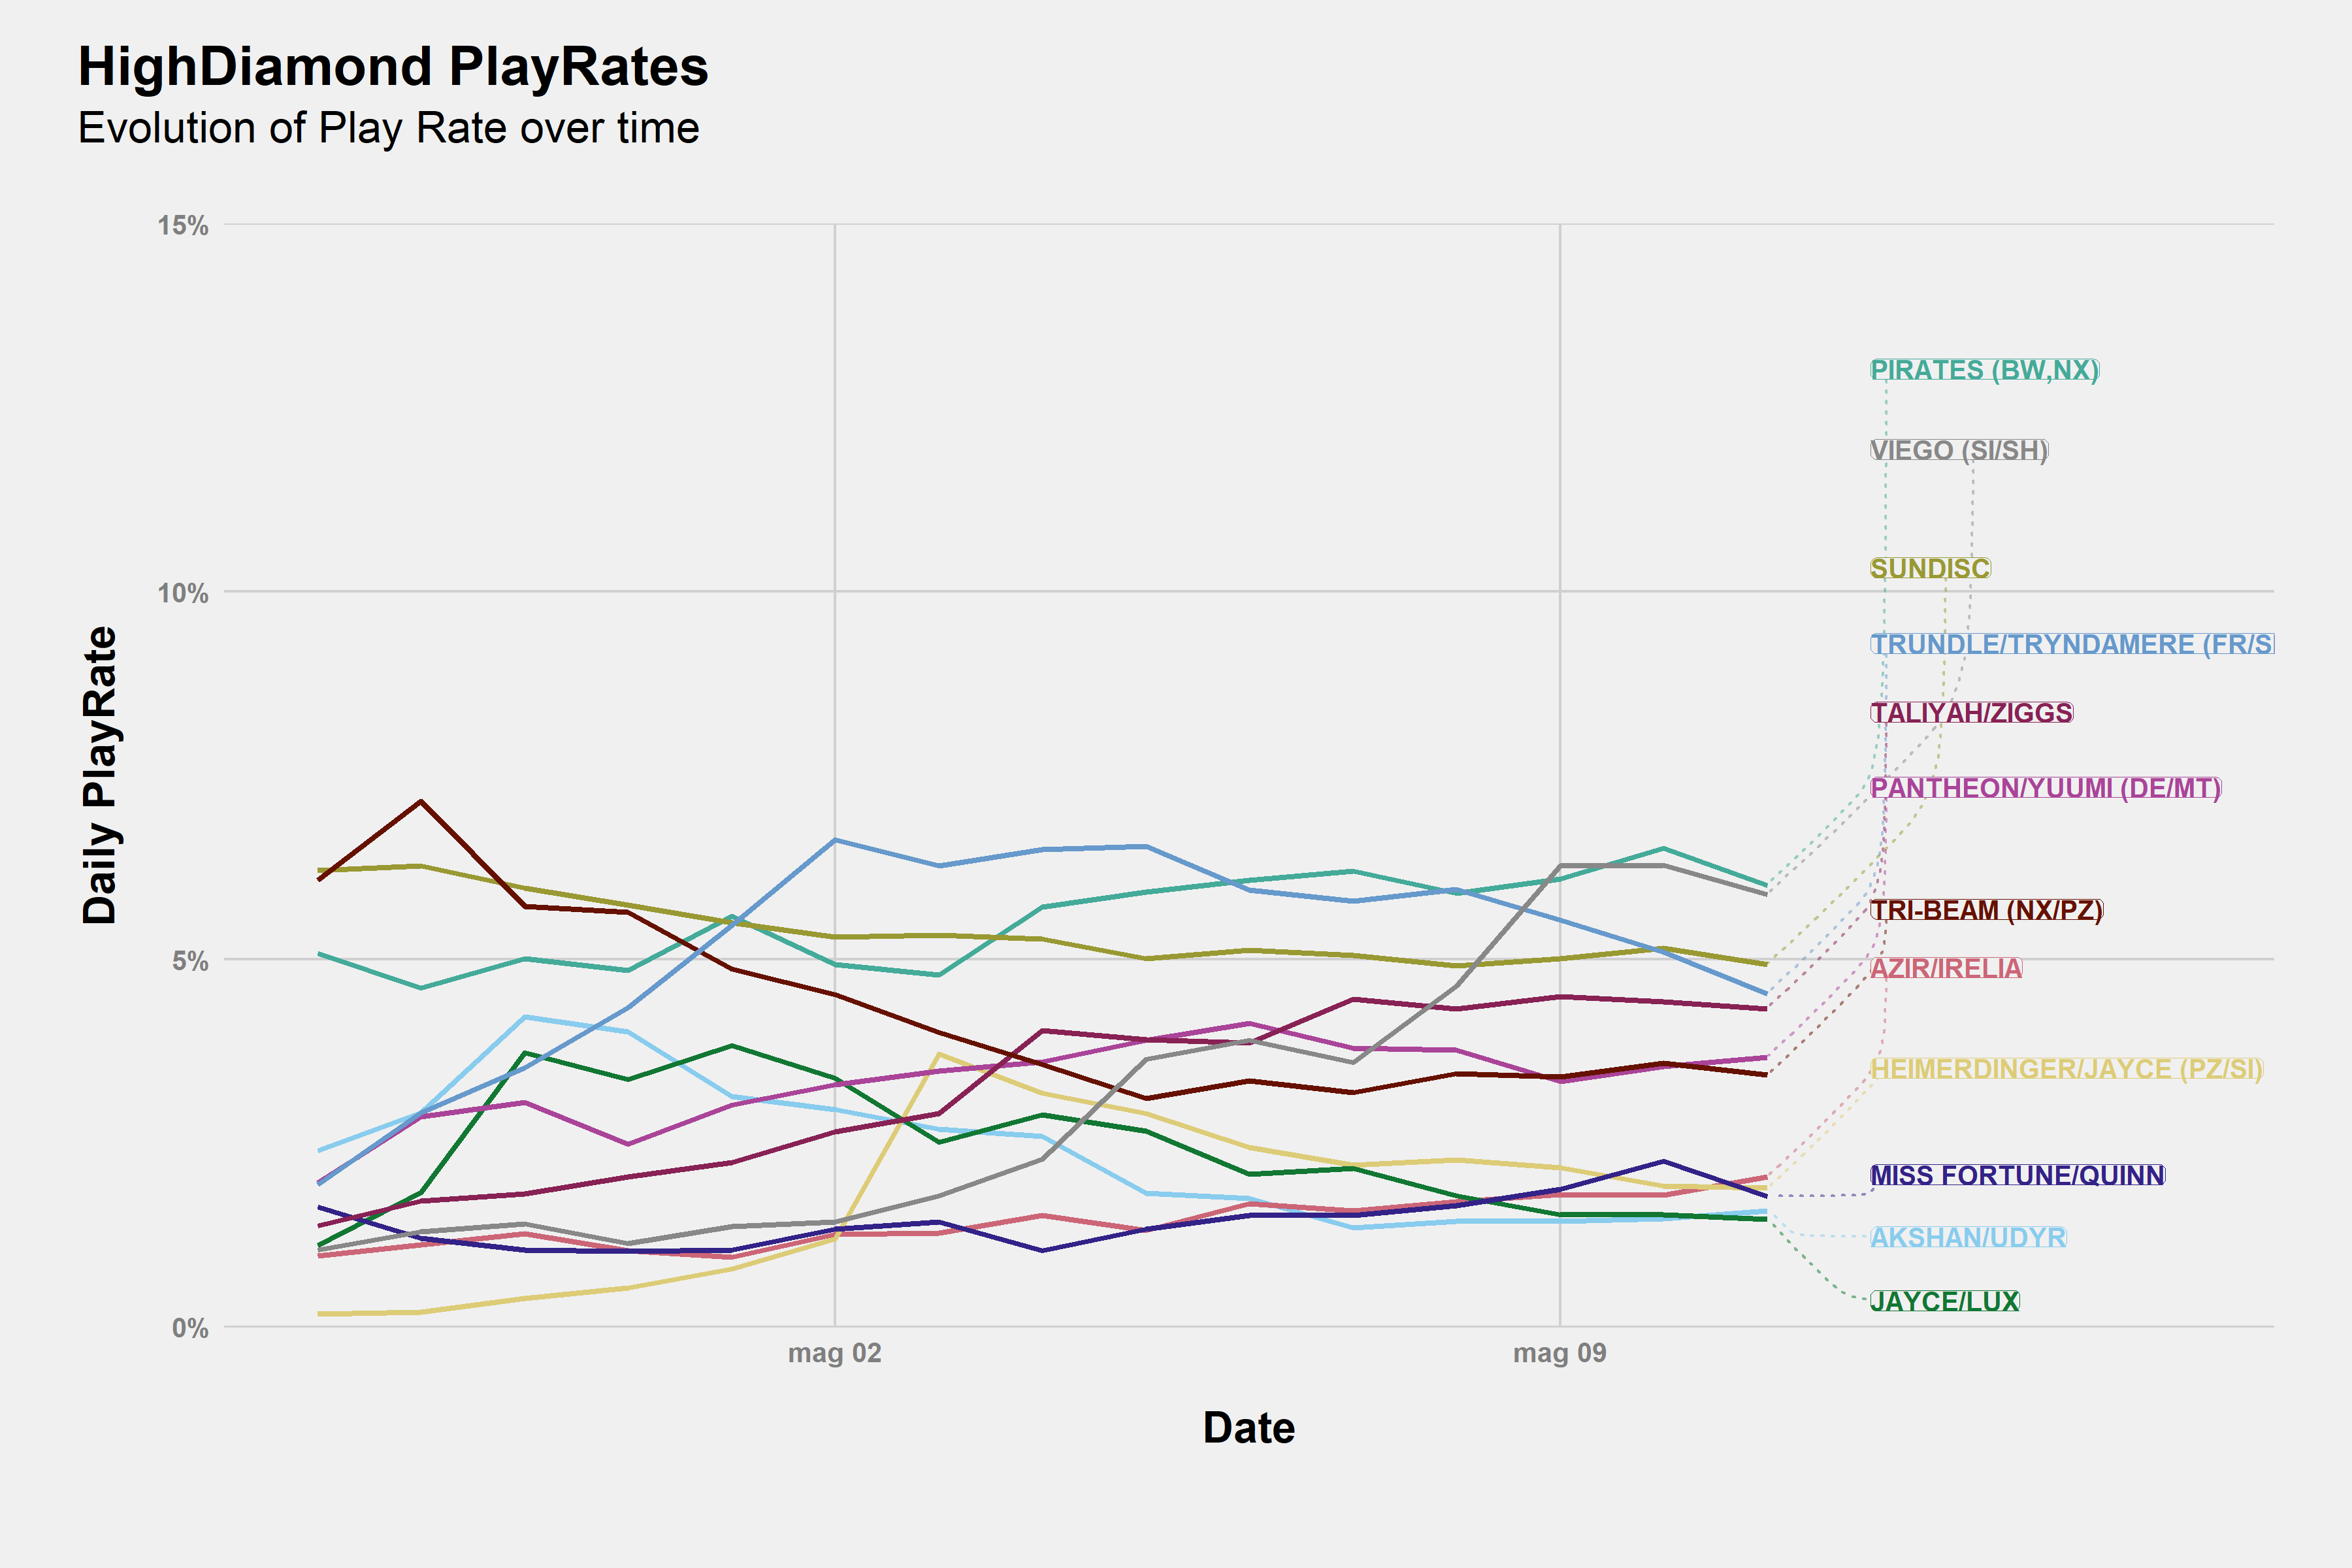 HighDiamond PlayRates
Evolution of Play Rate over time
15%
10%
5%
0%
Daily PlayRate
mag 02
mag 09
Date
PIRATES (BW,NX)
VIEGO (SI/SH)
SUNDISC
TRUNDLE/TRYNDAMERE (FR/S
TALIYAH/ZIGGS
PANTHEON/YUUMI (DE/MT)
TRI-BEAM (NX/PZ)
AZIR/IRELIA
HEIMERDINGER/JAYCE (PZ/SI)
MISS FORTUNE/QUINN
AKSHAN/UDYR
JAYCE/LUX